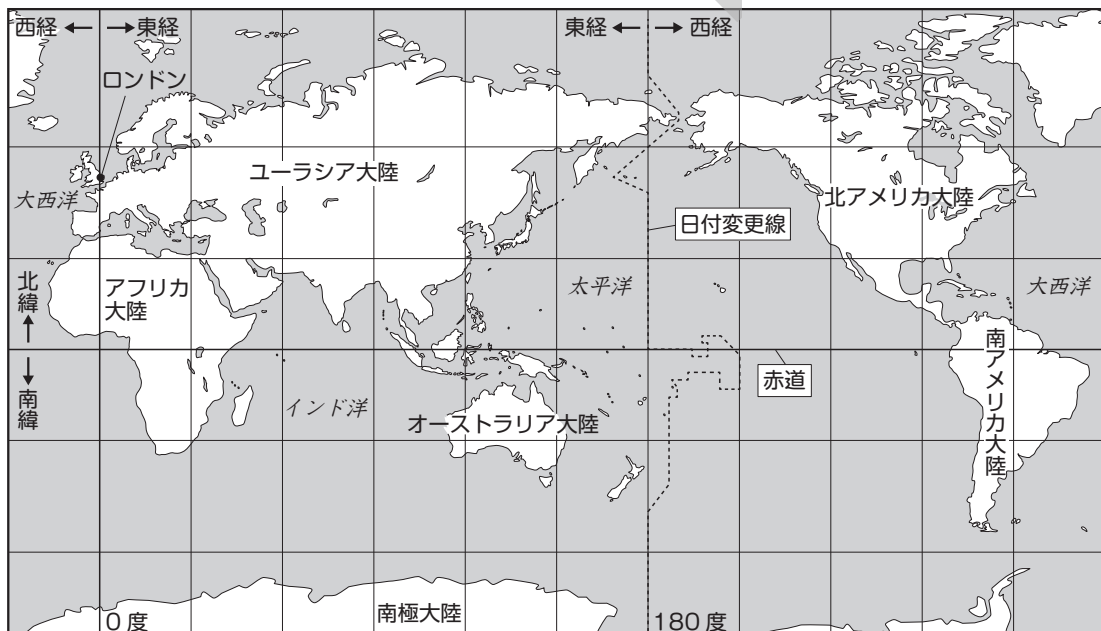 西経 ← → 東経
東経 ← → 西経
ロンドン
ユーラシア大陸
大西洋
北アメリカ大陸
日付変更線
北緯
アフリカ
大陸
太平洋
大西洋
赤道
南緯
インド洋
オーストラリア大陸
南アメリカ大陸
南極大陸
0度
180度